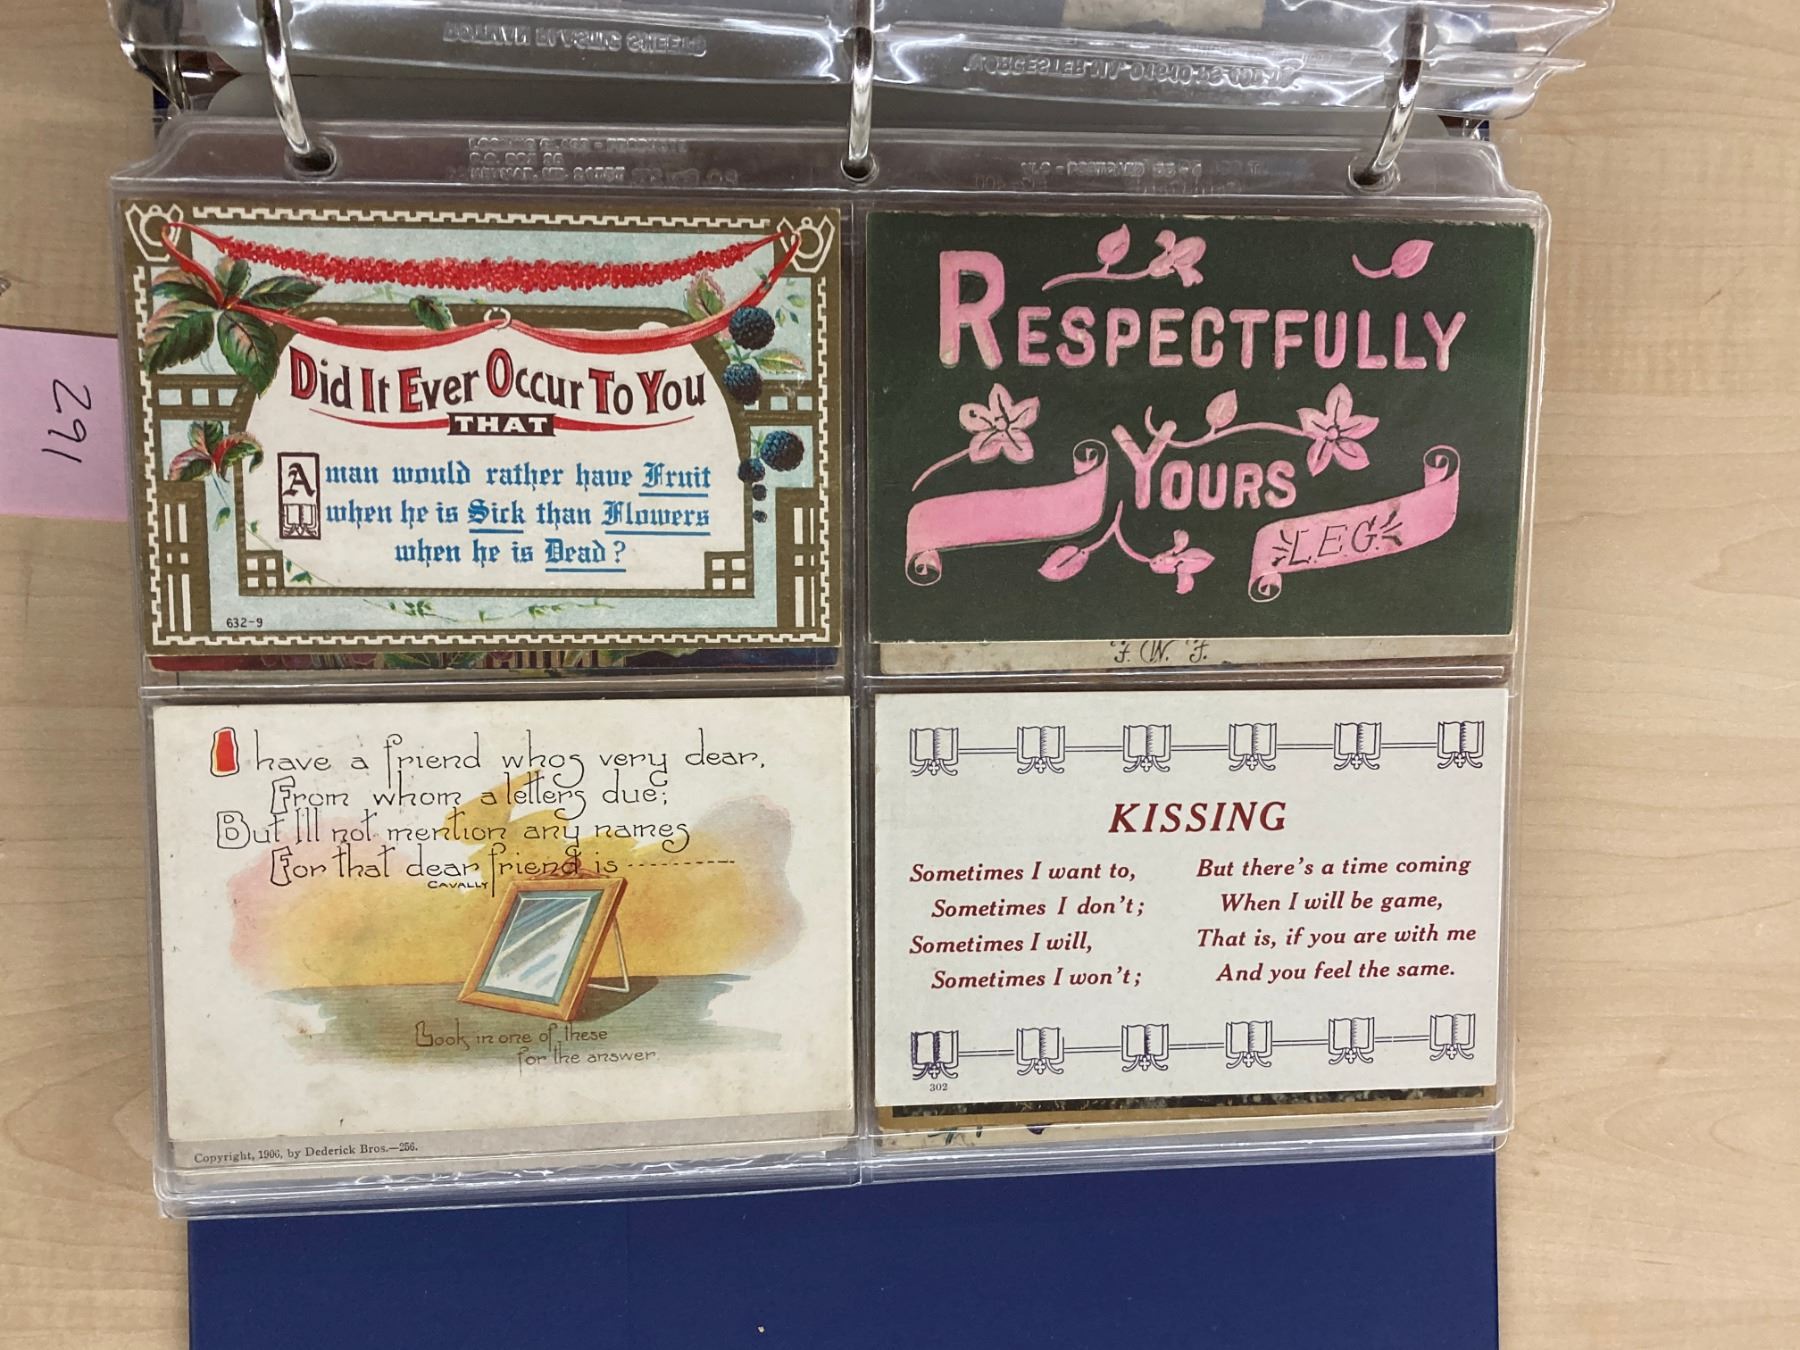 291
Did It Ever Occur To You
THAT
A man would rather have Fruit
when he is Sick than Flowers
when he is Dead?
632-9
RESPECTFULLY
YOURS
L.E.G.
F. W. F.
I have a friend whos very dear,
From whom a letters due;
But I'll not mention any names
For that dear friend is -----------
CAVALLY
Look in one of these
for the answer.
Copyright, 1906, by Dederick Bros.—256.
KISSING
Sometimes I want to,
Sometimes I don't;
Sometimes I will,
Sometimes I won't;
But there's a time coming
When I will be game,
That is, if you are with me
And you feel the same.
302